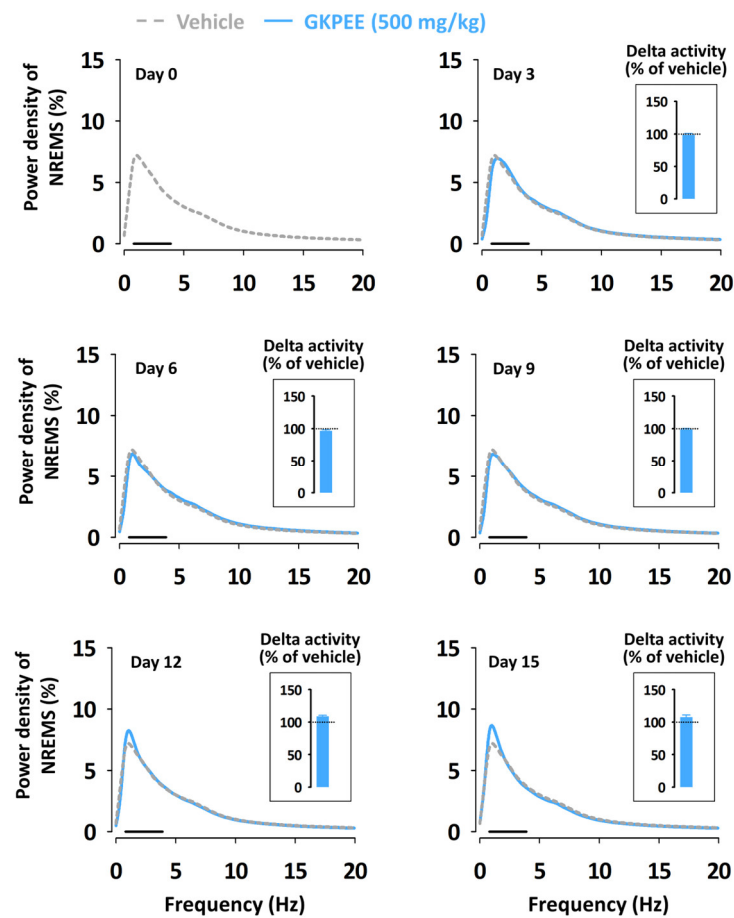 Vehicle GKPEE (500 mg/kg)
Power density of
NREMS (%)
15
10
5
0
Day 0
0 5 10 15 20
15
10
5
0
Day 3
Delta activity
(% of vehicle)
150
100
50
0
0 5 10 15 20
Power density of
NREMS (%)
15
10
5
0
Day 6
Delta activity
(% of vehicle)
150
100
50
0
0 5 10 15 20
15
10
5
0
Day 9
Delta activity
(% of vehicle)
150
100
50
0
0 5 10 15 20
Power density of
NREMS (%)
15
10
5
0
Day 12
Delta activity
(% of vehicle)
150
100
50
0
0 5 10 15 20
Frequency (Hz)
15
10
5
0
Day 15
Delta activity
(% of vehicle)
150
100
50
0
0 5 10 15 20
Frequency (Hz)